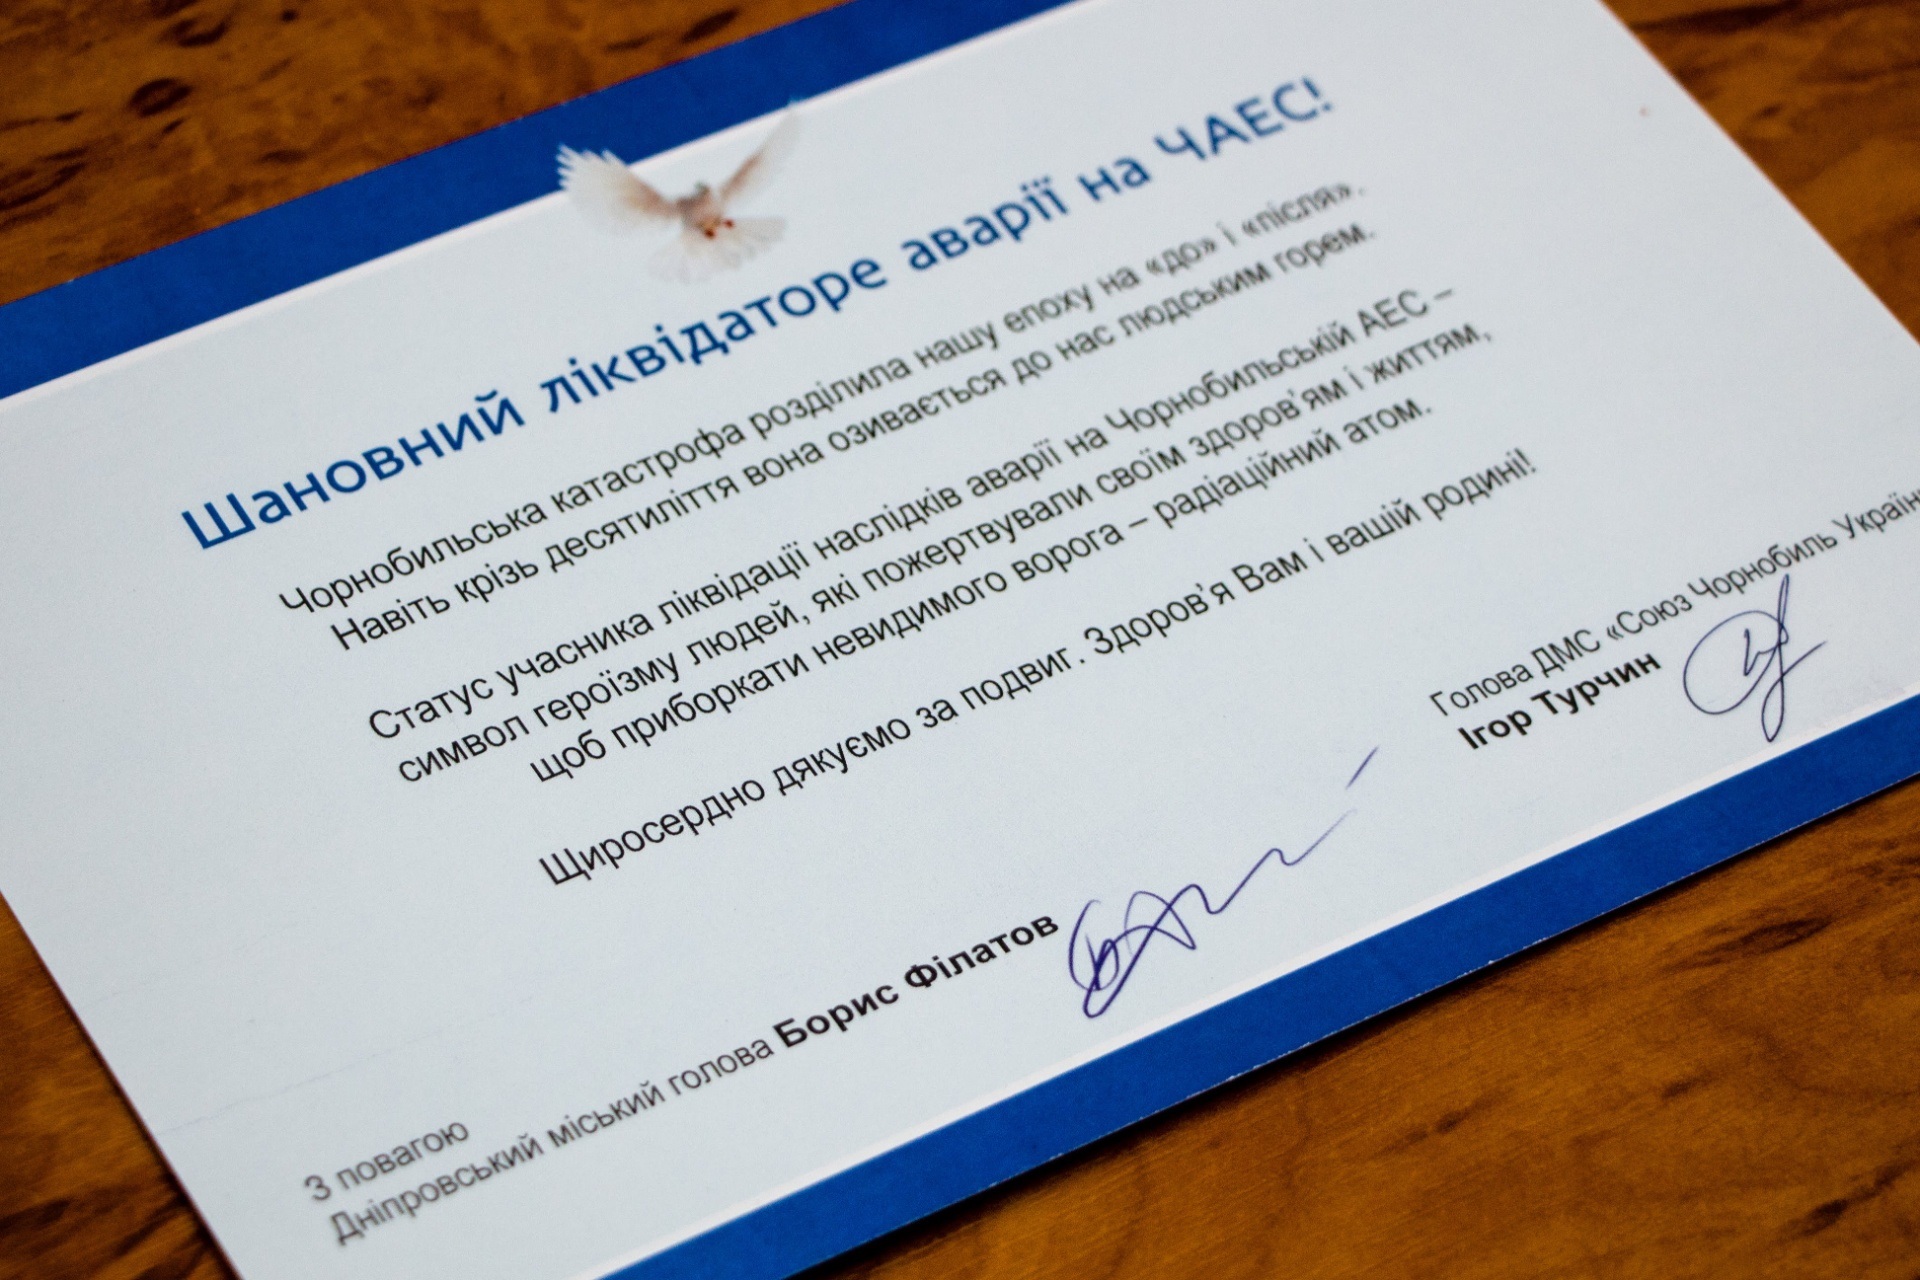 Шановний ліквідаторе аварії на ЧАЕС!
Чорнобильська катастрофа розділила нашу епоху на «до» і «після».
Навіть крізь десятиліття вона озивається до нас людським горем.
Статус учасника ліквідації наслідків аварії на Чорнобильській АЕС –
символ героїзму людей, які пожертвували своїм здоров'ям і життям,
щоб приборкати невидимого ворога – радіаційний атом.
Щиросердно дякуємо за подвиг. Здоров'я Вам і вашій родині!
Голова ДМС «Союз Чорнобиль Україн
Ігор Турчин
З повагою
Дніпровський міський голова Борис Філатов